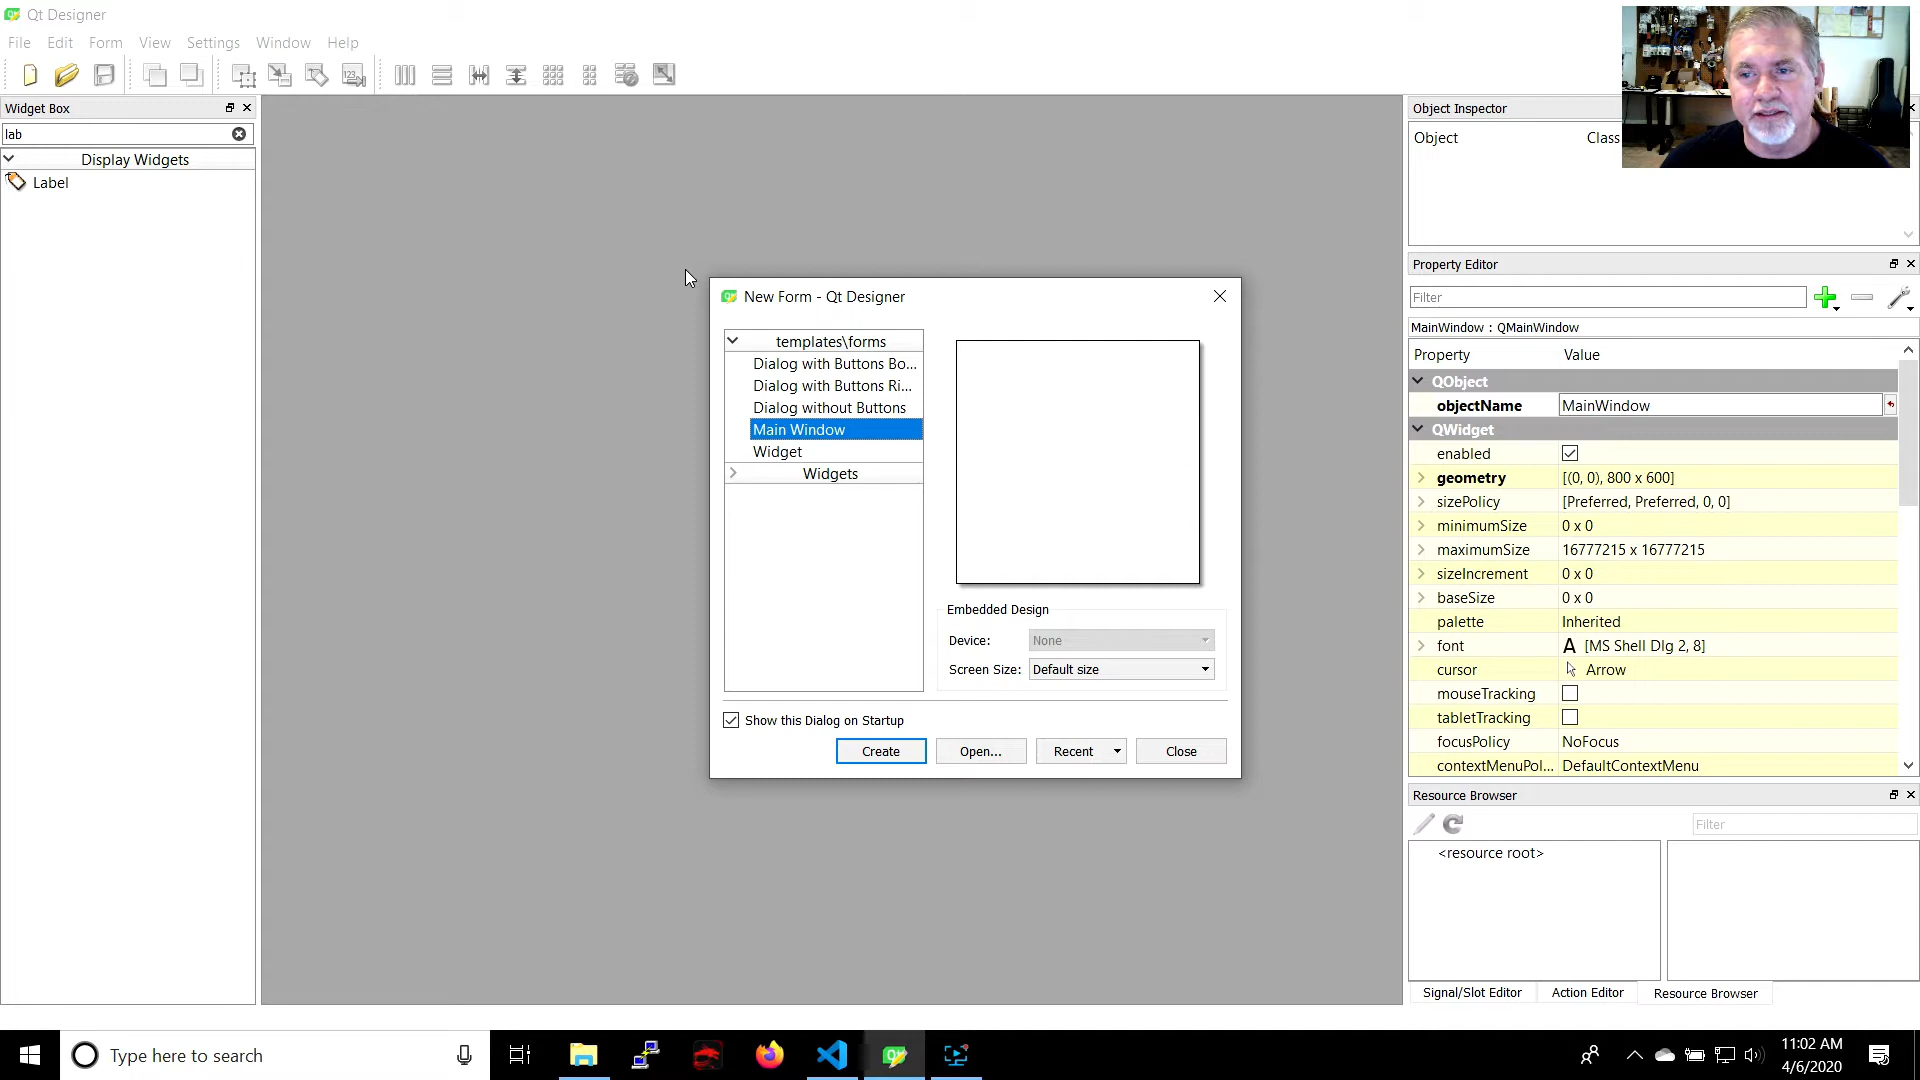 Qt Designer
File Edit Form View Settings Window Help
Widget Box
lab
Display Widgets
Label
New Form - Qt Designer
templates\forms
Dialog with Buttons Bo...
Dialog with Buttons Ri...
Dialog without Buttons
Main Window
Widget
Widgets
Embedded Design
Device: None
Screen Size: Default size
Show this Dialog on Startup
Create Open... Recent Close
Object Inspector
Object Class
Property Editor
Filter
MainWindow : QMainWindow
Property Value
QObject
objectName MainWindow
QWidget
enabled
geometry [(0, 0), 800 x 600]
sizePolicy [Preferred, Preferred, 0, 0]
minimumSize 0 x 0
maximumSize 16777215 x 16777215
sizeIncrement 0 x 0
baseSize 0 x 0
palette Inherited
font A [MS Shell Dlg 2, 8]
cursor Arrow
mouseTracking
tabletTracking
focusPolicy NoFocus
contextMenuPol... DefaultContextMenu
Resource Browser
Filter
<resource root>
Signal/Slot Editor Action Editor Resource Browser
Type here to search
11:02 AM
4/6/2020